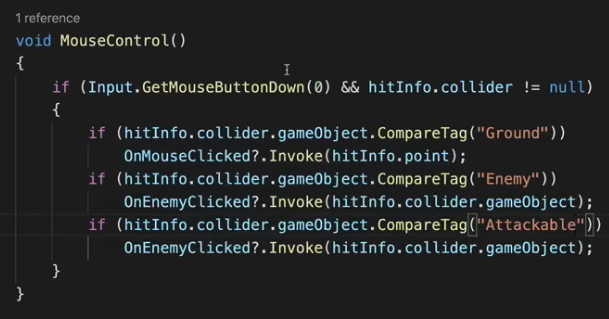 1 reference
void MouseControl()
{
    if (Input.GetMouseButtonDown(0) && hitInfo.collider != null)
    {
        if (hitInfo.collider.gameObject.CompareTag("Ground"))
            OnMouseClicked?.Invoke(hitInfo.point);
        if (hitInfo.collider.gameObject.CompareTag("Enemy"))
            OnEnemyClicked?.Invoke(hitInfo.collider.gameObject);
        if (hitInfo.collider.gameObject.CompareTag("Attackable"))
            OnEnemyClicked?.Invoke(hitInfo.collider.gameObject);
    }
}